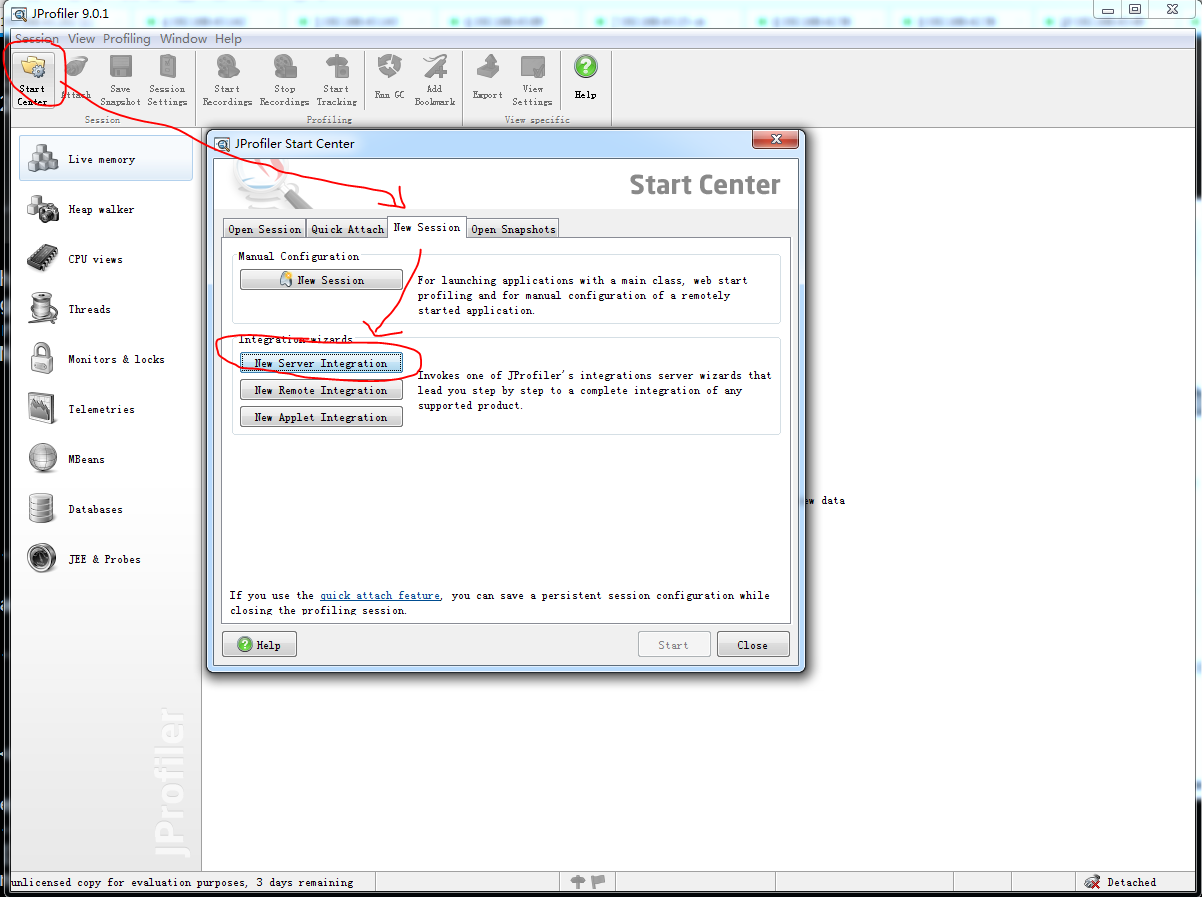 JProfiler 9.0.1
Session View Profiling Window Help
Start Center
Attach
Save Snapshot
Session Settings
Start Recordings
Stop Recordings
Start Tracking
Run GC
Add Bookmark
Export
View Settings
Help
Session
Profiling
View specific
Live memory
Heap walker
CPU views
Threads
Monitors & locks
Telemetries
MBeans
Databases
JEE & Probes
JProfiler
JProfiler Start Center
Start Center
Open Session
Quick Attach
New Session
Open Snapshots
Manual Configuration
New Session
For launching applications with a main class, web start
profiling and for manual configuration of a remotely
started application.
Integration wizards
New Server Integration
New Remote Integration
New Applet Integration
Invokes one of JProfiler's integrations server wizards that
lead you step by step to a complete integration of any
supported product.
data
If you use the quick attach feature, you can save a persistent session configuration while
closing the profiling session.
Help
Start
Close
unlicensed copy for evaluation purposes, 3 days remaining
Detached